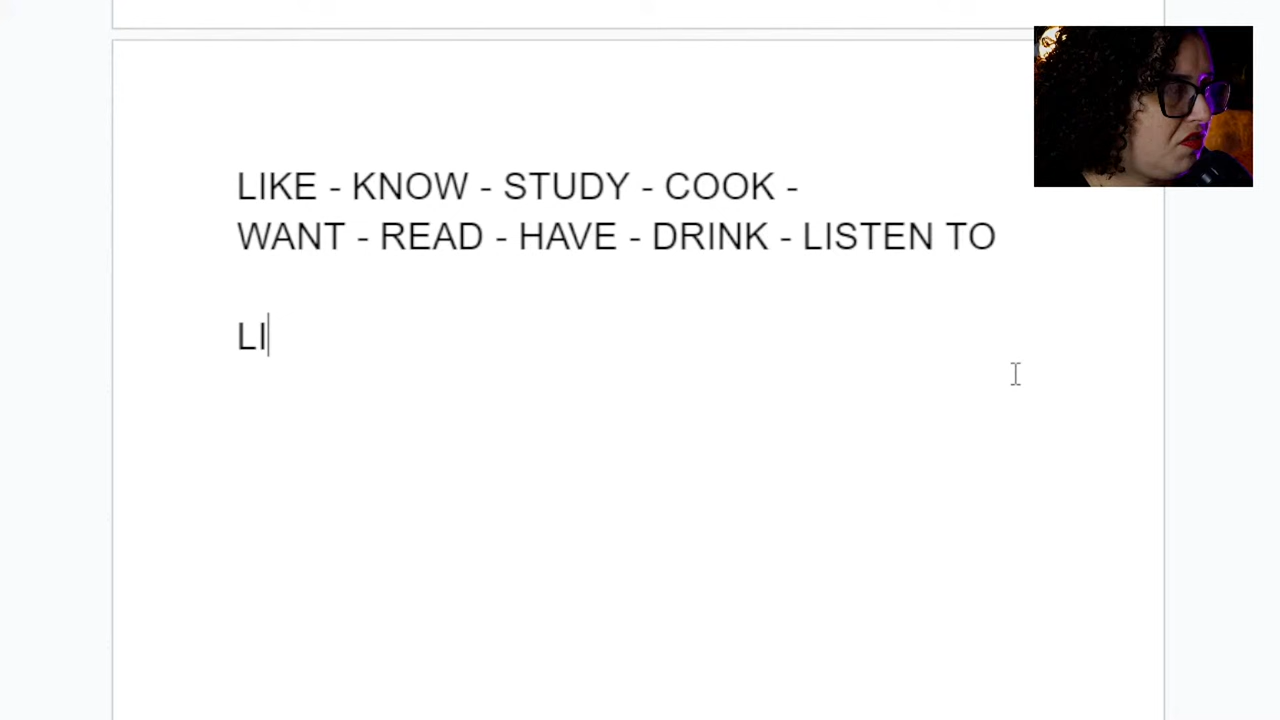 LIKE - KNOW - STUDY - COOK -
WANT - READ - HAVE - DRINK - LISTEN TO
LI